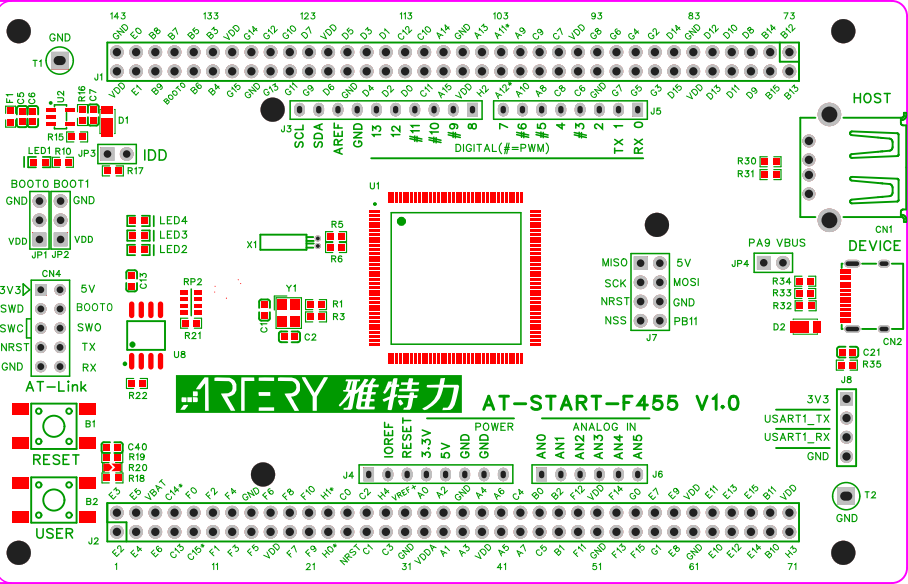 143 133 123 113 103 93 83 73
GND E0 B8 B7 B5 B3 VDD G14 G12 G10 D7 VDD D3 D1 C12 C10 A14 GND A13 A11* A9 C9 C7 VDD G8 G6 G4 G2 D14 GND D12 D10 D8 B14 B12
J1
VDD E1 B9 BOOT0 B6 B4 G15 G13 GND G11 G9 D6 GND D4 D2 D0 C11 A15 VDD H2 A12* A10 A8 C8 C6 GND G7 G5 G3 D15 VDD D13 D11 D9 B15 B13
GND
T1
F1 C5 C6 U2 R16 C7 D1
R15
LED1 R10 JP3 IDD
R17
J3 J5
SCL SDA AREF GND 13 12 #11 #10 #9 8 7 #6 #5 4 #3 2 TX 1 RX 0
DIGITAL(#=PWM)
HOST
R30
R31
CN1
BOOT0 BOOT1
GND GND
VDD VDD
JP1 JP2
LED4
LED3
LED2
U1
X1 R5
R6
PA9 VBUS
JP4
DEVICE
MISO 5V
SCK MOSI
NRST GND
NSS PB11
J7
R34
R33
R32
D2
CN2
CN4
3V3 5V
SWD BOOT0
SWC SWO
NRST TX
GND RX
AT-Link
C13
RP2
R21
U8
R22
Y1
R1
R3
C2
C21
R35
ARTERY 雅特力
AT-START-F455 V1.0
B1
RESET
B2
USER
C40
R19
R20
R18
POWER ANALOG IN
IOREF RESET 3.3V 5V GND GND AN0 AN1 AN2 AN3 AN4 AN5
J4 J6
J8
3V3
USART1_TX
USART1_RX
GND
T2
GND
E3 E5 VBAT C14* F0 F2 F4 GND F6 F8 F10 H1* C0 C2 H4 VREF+ A0 A2 GND A4 A6 C4 B0 B2 F12 VDD F14 G0 E7 E9 VDD E11 E13 E15 B11 VDD
J2
E2 E4 E6 C13 C15* F1 F3 F5 VDD F7 F9 H0* NRST C1 C3 GND VDDA A1 A3 VDD A5 A7 C5 B1 F11 GND F13 F15 G1 E8 GND E10 E12 E14 B10 H3
1 11 21 31 41 51 61 71